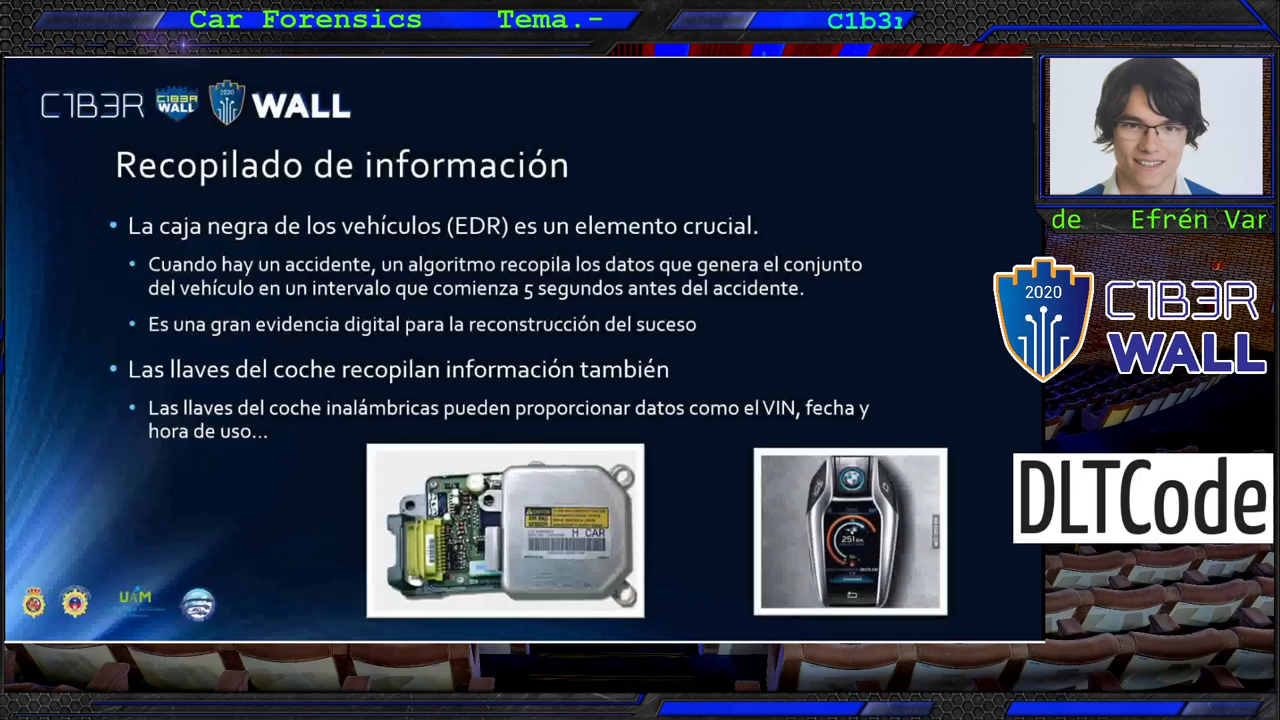 Car Forensics Tema.- C1b3r
C1B3R C1B3R WALL 2020 WALL
Recopilado de información
• La caja negra de los vehículos (EDR) es un elemento crucial.
• Cuando hay un accidente, un algoritmo recopila los datos que genera el conjunto
del vehículo en un intervalo que comienza 5 segundos antes del accidente.
• Es una gran evidencia digital para la reconstrucción del suceso
• Las llaves del coche recopilan información también
• Las llaves del coche inalámbricas pueden proporcionar datos como el VIN, fecha y
hora de uso...
H CAR
251 km
UAM
de Efrén Var
2020 C1B3R
WALL
DLTCode